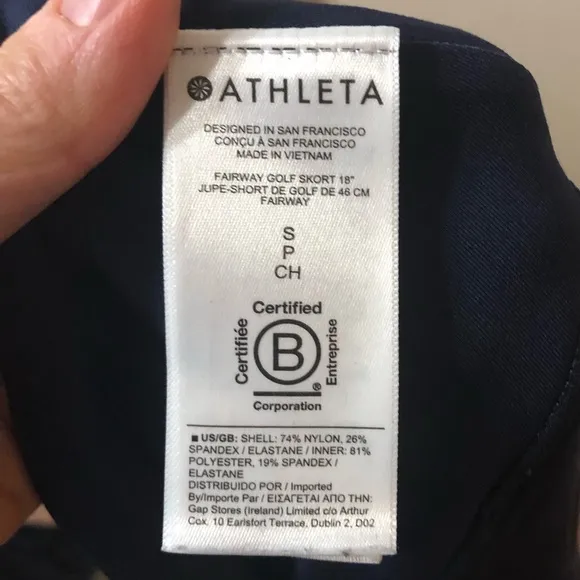 ATHLETA
DESIGNED IN SAN FRANCISCO
CONÇU À SAN FRANCISCO
MADE IN VIETNAM
FAIRWAY GOLF SKORT 18"
JUPE-SHORT DE GOLF DE 46 CM
FAIRWAY
S
P
CH
Certified
Certifiée
B
®
Entreprise
Corporation
■ US/GB: SHELL: 74% NYLON, 26%
SPANDEX / ELASTANE / INNER: 81%
POLYESTER, 19% SPANDEX /
ELASTANE
DISTRIBUIDO POR / Imported
By/Importe Par / ΕΙΣΑΓΕΤΑΙ ΑΠΟ ΤΗΝ:
Gap Stores (Ireland) Limited c/o Arthur
Cox. 10 Earlsfort Terrace, Dublin 2, D02